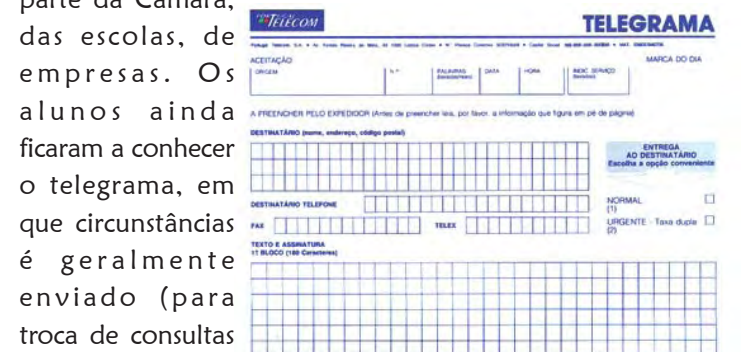 parte da Câmara,
das escolas, de
empresas. Os
alunos ainda
ficaram a conhecer
o telegrama, em
que circunstâncias
é geralmente
enviado (para
troca de consultas
TELECOM
TELEGRAMA
ACEITAÇÃO
MARCA DO DIA
ORIGEM
N.º
PALAVRAS
DATA
HORA
INDIC. SERVIÇO
A PREENCHER PELO EXPEDIDOR (Antes de preencher leia, por favor, a informação que figura em pé de página)
DESTINATÁRIO (nome, endereço, código postal)
ENTREGA
AO DESTINATÁRIO
Escolha a opção conveniente
DESTINATÁRIO TELEFONE
NORMAL
(1)
FAX
TELEX
URGENTE - Taxa dupla
(2)
TEXTO E ASSINATURA
1º BLOCO (180 Caracteres)